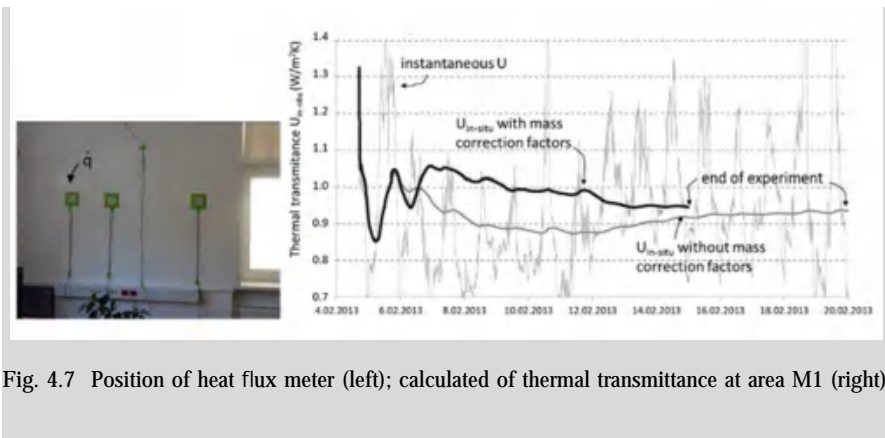 q̇
1.4
1.3
1.2
1.1
1.0
0.9
0.8
0.7
Thermal transmitance Uin-situ (W/m²K)
instantaneous U
Uin-situ with mass
correction factors
end of experiment
Uin-situ without mass
correction factors
4.02.2013 6.02.2013 8.02.2013 10.02.2013 12.02.2013 14.02.2013 16.02.2013 18.02.2013 20.02.2013
Fig. 4.7 Position of heat flux meter (left); calculated of thermal transmittance at area M1 (right)